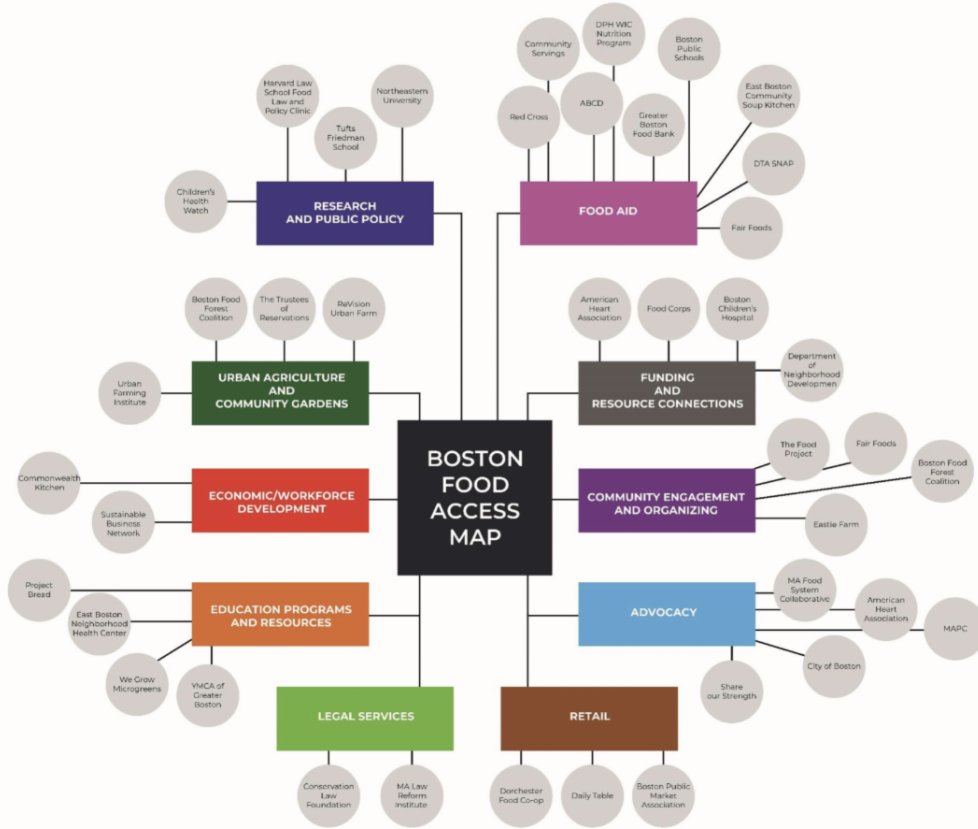 BOSTON
FOOD
ACCESS
MAP
RESEARCH
AND PUBLIC POLICY
Children's
Health
Watch
Harvard Law
School Food
Law and
Policy Clinic
Tufts
Friedman
School
Northeastern
University
FOOD AID
Red Cross
Community
Servings
ABCD
DPH WIC
Nutrition
Program
Greater
Boston
Food Bank
Boston
Public
Schools
East Boston
Community
Soup Kitchen
DTA SNAP
Fair Foods
URBAN AGRICULTURE
AND
COMMUNITY GARDENS
Urban
Farming
Institute
Boston Food
Forest
Coalition
The Trustees
of
Reservations
ReVision
Urban Farm
FUNDING
AND
RESOURCE CONNECTIONS
American
Heart
Association
Food Corps
Boston
Children's
Hospital
Department
of
Neighborhood
Developmen
ECONOMIC/WORKFORCE
DEVELOPMENT
Commonwealth
Kitchen
Sustainable
Business
Network
COMMUNITY ENGAGEMENT
AND ORGANIZING
The Food
Project
Fair Foods
Boston Food
Forest
Coalition
Eastie Farm
EDUCATION PROGRAMS
AND RESOURCES
Project
Bread
East Boston
Neighborhood
Health Center
We Grow
Microgreens
YMCA of
Greater
Boston
ADVOCACY
MA Food
System
Collaborative
American
Heart
Association
MAPC
City of Boston
Share
our Strength
LEGAL SERVICES
Conservation
Law
Foundation
MA Law
Reform
Institute
RETAIL
Dorchester
Food Co-op
Daily Table
Boston Public
Market
Association